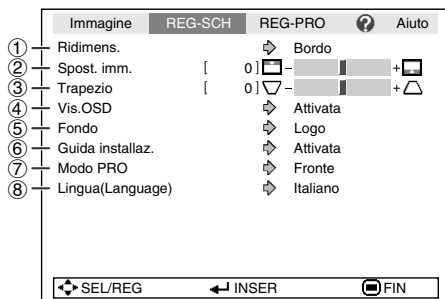 Immagine REG-SCH REG-PRO ? Aiuto
① Ridimens. Bordo
② Spost. imm. [ 0 ] − +
③ Trapezio [ 0 ] − +
④ Vis.OSD Attivata
⑤ Fondo Logo
⑥ Guida installaz. Attivata
⑦ Modo PRO Fronte
⑧ Lingua(Language) Italiano
SEL/REG INSER FIN